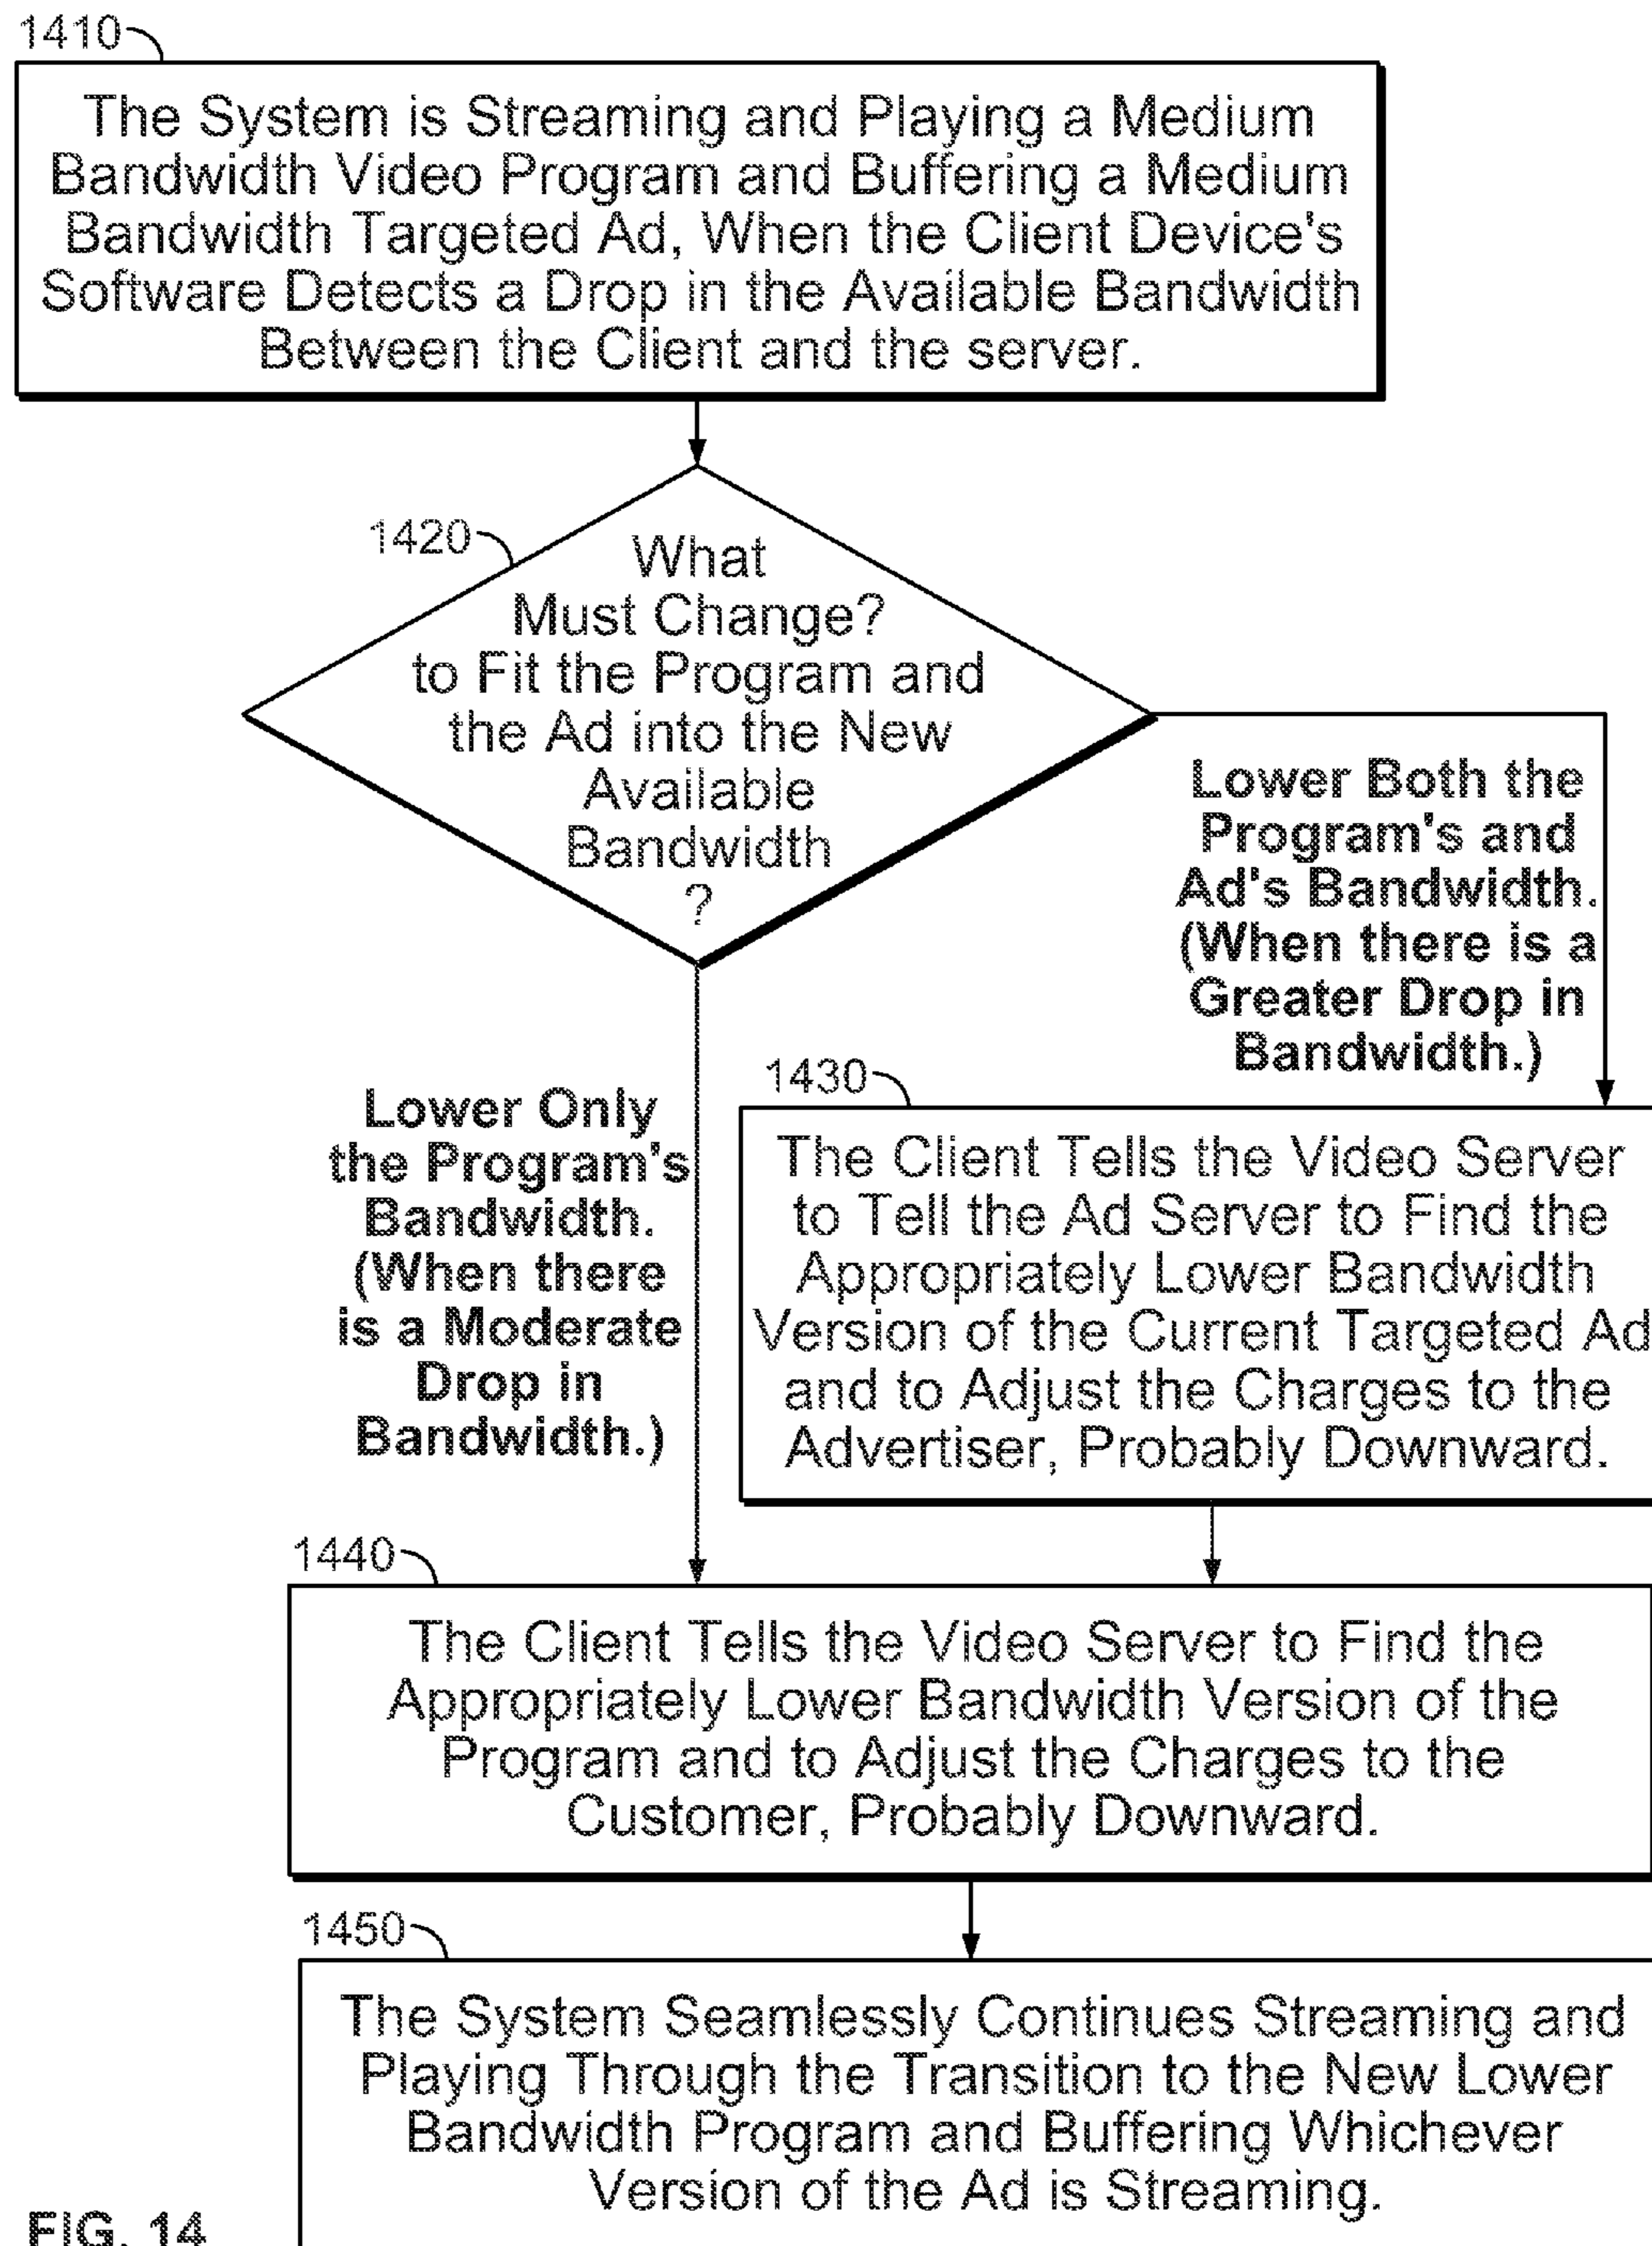 1410
The System is Streaming and Playing a Medium
Bandwidth Video Program and Buffering a Medium
Bandwidth Targeted Ad, When the Client Device's
Software Detects a Drop in the Available Bandwidth
Between the Client and the server.
1420
What
Must Change?
to Fit the Program and
the Ad into the New
Available
Bandwidth
?
Lower Both the
Program's and
Ad's Bandwidth.
(When there is a
Greater Drop in
Bandwidth.)
Lower Only
the Program's
Bandwidth.
(When there
is a Moderate
Drop in
Bandwidth.)
1430
The Client Tells the Video Server
to Tell the Ad Server to Find the
Appropriately Lower Bandwidth
Version of the Current Targeted Ad
and to Adjust the Charges to the
Advertiser, Probably Downward.
1440
The Client Tells the Video Server to Find the
Appropriately Lower Bandwidth Version of the
Program and to Adjust the Charges to the
Customer, Probably Downward.
1450
The System Seamlessly Continues Streaming and
Playing Through the Transition to the New Lower
Bandwidth Program and Buffering Whichever
Version of the Ad is Streaming.
FIG. 14